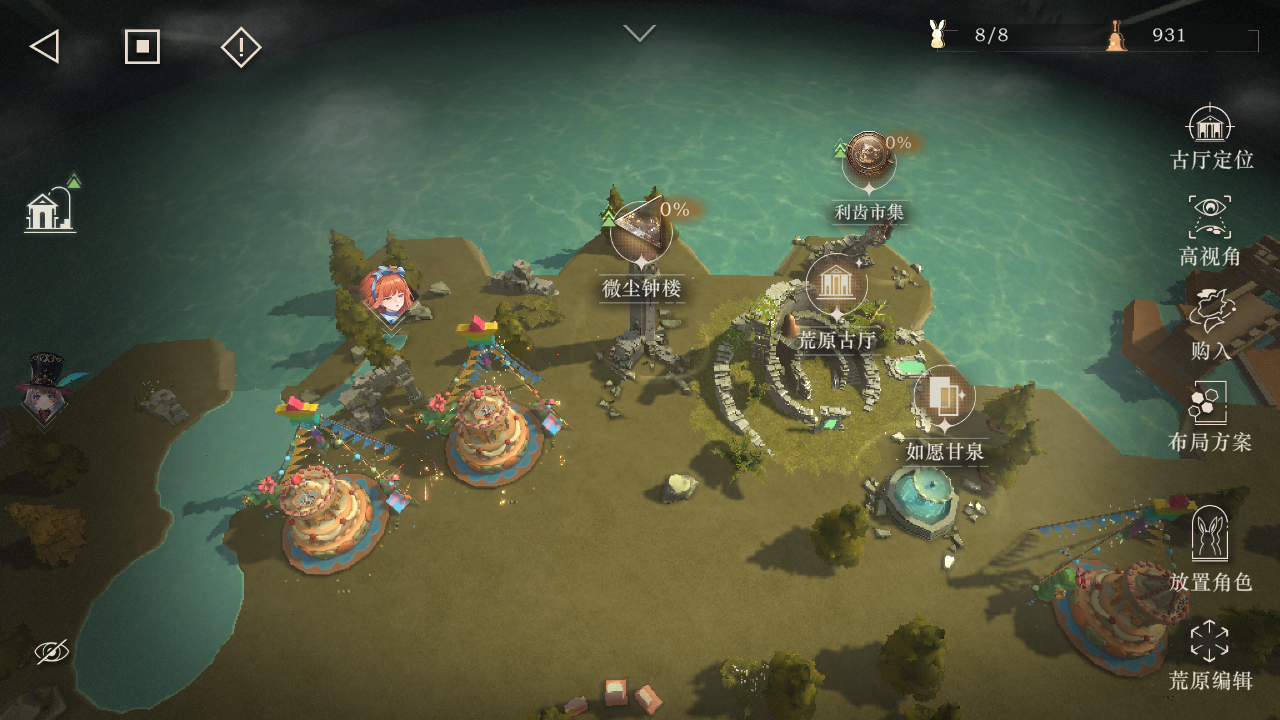 8/8
931
古厅定位
0%
利齿市集
0%
高视角
微尘钟楼
荒原古厅
购入
布局方案
如愿甘泉
放置角色
荒原编辑